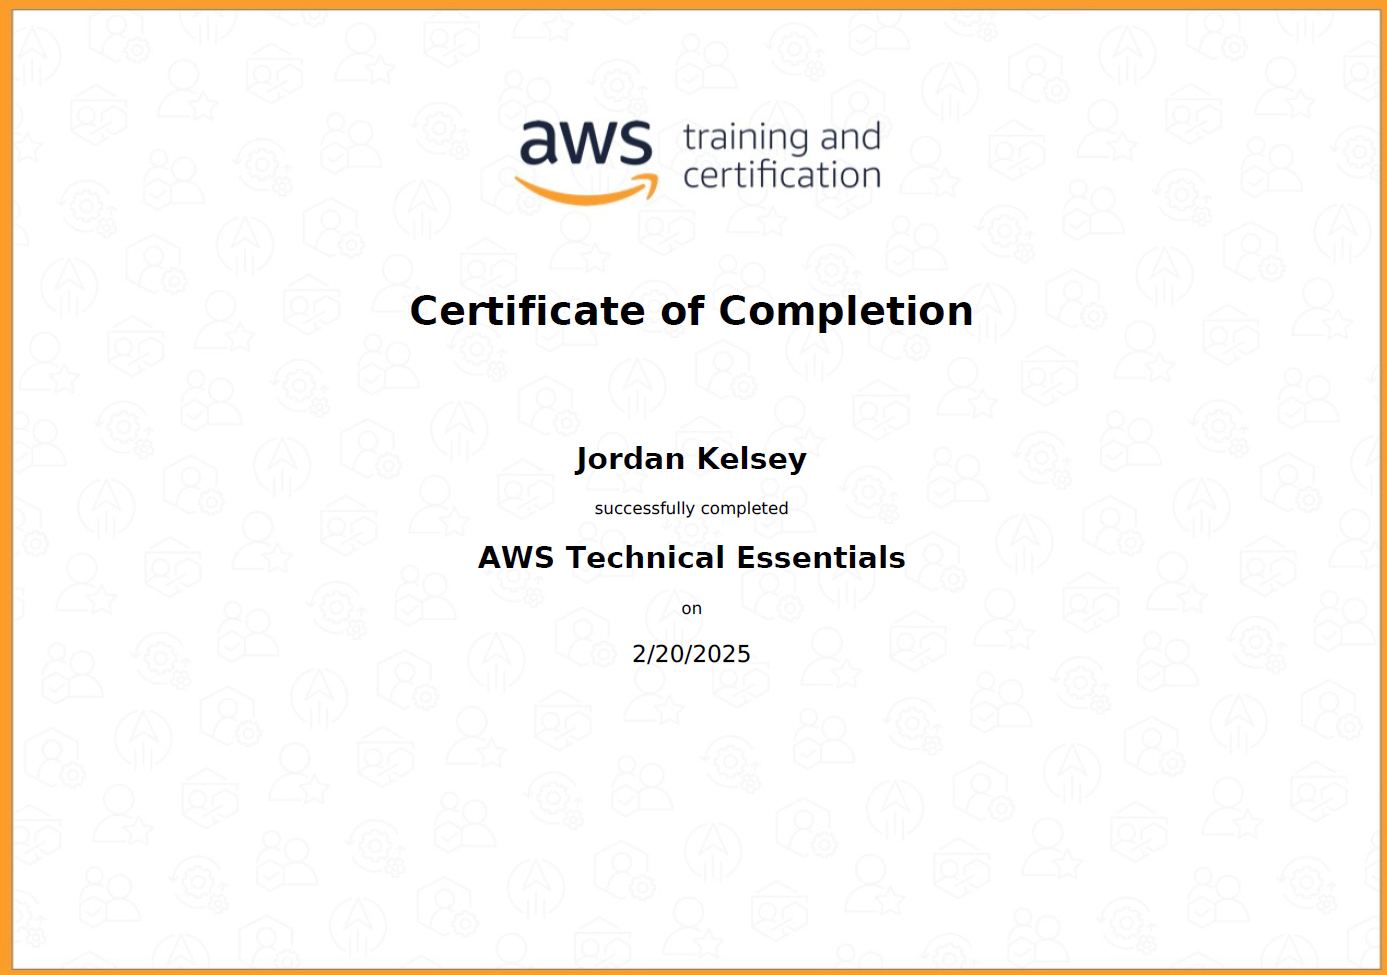 aws training and
certification
Certificate of Completion
Jordan Kelsey
successfully completed
AWS Technical Essentials
on
2/20/2025